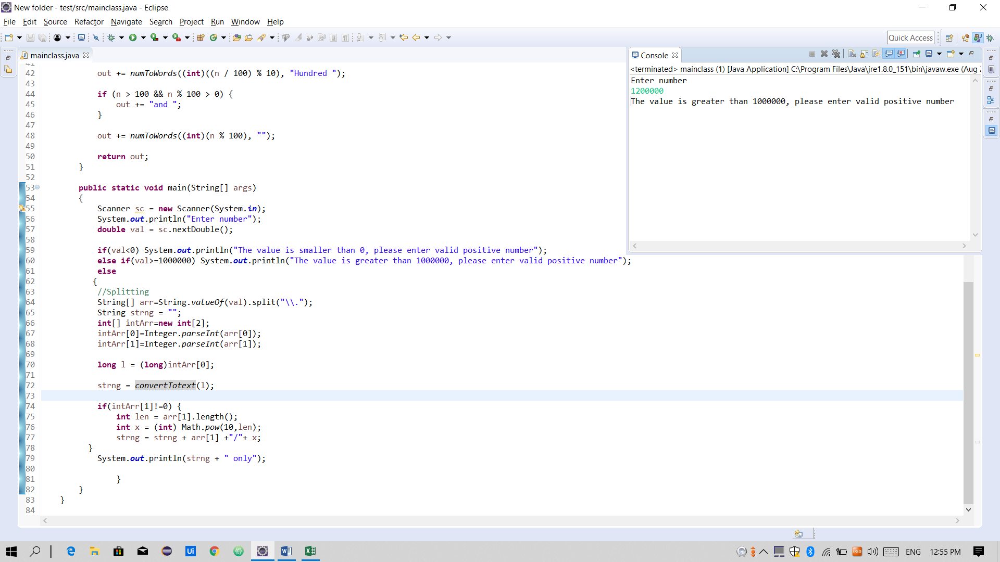 New folder - test/src/mainclass.java - Eclipse
File Edit Source Refactor Navigate Search Project Run Window Help
Quick Access
mainclass.java
42 out += numToWords((int)((n / 100) % 10), "Hundred ");
43
44 if (n > 100 && n % 100 > 0) {
45 out += "and ";
46 }
47
48 out += numToWords((int)(n % 100), "");
49
50 return out;
51 }
52
53 public static void main(String[] args)
54 {
55 Scanner sc = new Scanner(System.in);
56 System.out.println("Enter number");
57 double val = sc.nextDouble();
58
59 if(val<0) System.out.println("The value is smaller than 0, please enter valid positive number");
60 else if(val>=1000000) System.out.println("The value is greater than 1000000, please enter valid positive number");
61 else
62 {
63 //Splitting
64 String[] arr=String.valueOf(val).split("\\.");
65 String strng = "";
66 int[] intArr=new int[2];
67 intArr[0]=Integer.parseInt(arr[0]);
68 intArr[1]=Integer.parseInt(arr[1]);
69
70 long l = (long)intArr[0];
71
72 strng = convertTotext(l);
73
74 if(intArr[1]!=0) {
75 int len = arr[1].length();
76 int x = (int) Math.pow(10,len);
77 strng = strng + arr[1] +"/"+ x;
78 }
79 System.out.println(strng + " only");
80
81 }
82 }
83 }
84
Console
<terminated> mainclass (1) [Java Application] C:\Program Files\Java\jre1.8.0_151\bin\javaw.exe (Aug
Enter number
1200000
The value is greater than 1000000, please enter valid positive number
Ui
ENG 12:55 PM